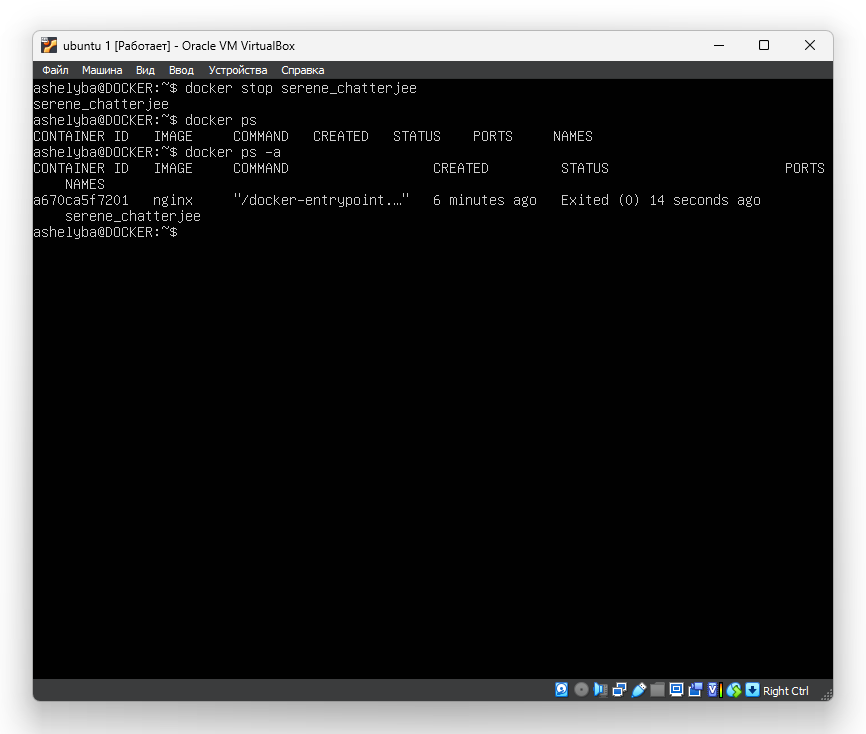 ubuntu 1 [Работает] - Oracle VM VirtualBox
Файл Машина Вид Ввод Устройства Справка
ashelyba@DOCKER:~$ docker stop serene_chatterjee
serene_chatterjee
ashelyba@DOCKER:~$ docker ps
CONTAINER ID IMAGE COMMAND CREATED STATUS PORTS NAMES
ashelyba@DOCKER:~$ docker ps -a
CONTAINER ID IMAGE COMMAND CREATED STATUS PORTS
NAMES
a670ca5f7201 nginx "/docker-entrypoint.…" 6 minutes ago Exited (0) 14 seconds ago
serene_chatterjee
ashelyba@DOCKER:~$
Right Ctrl